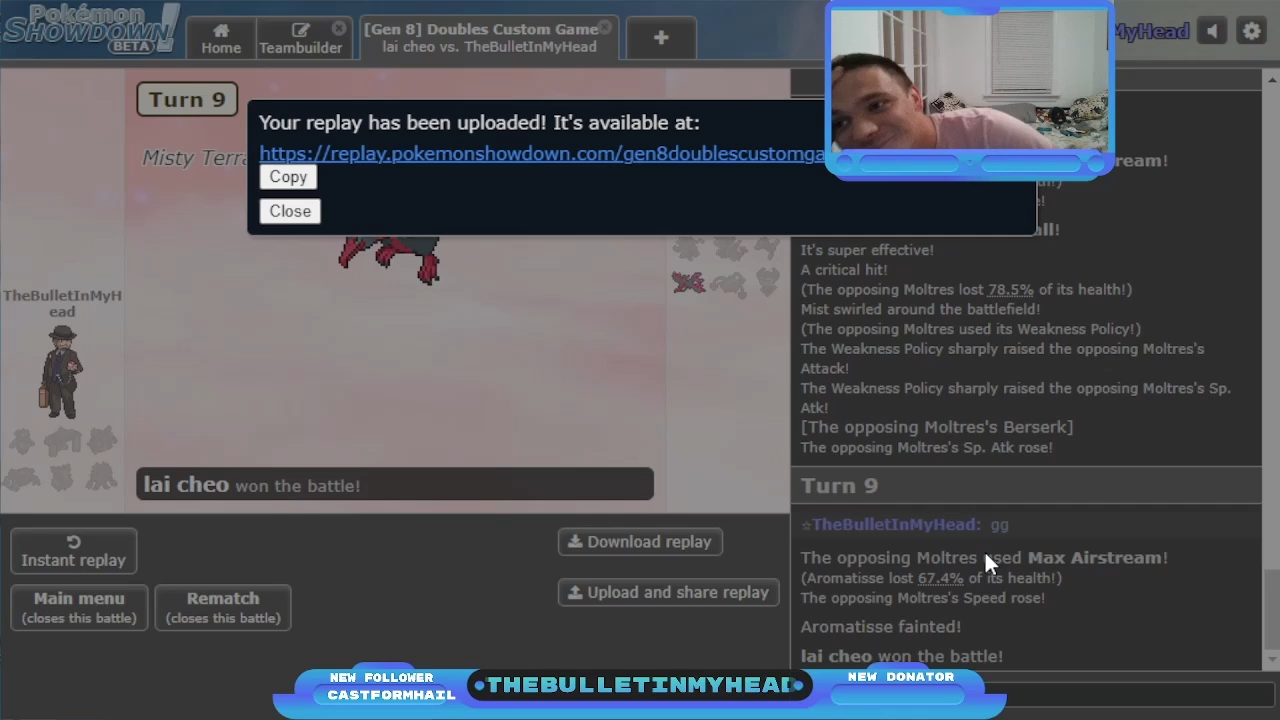 Pokémon
SHOWDOWN!
BETA
Home
Teambuilder
[Gen 8] Doubles Custom Game
lai cheo vs. TheBulletInMyHead
MyHead
Turn 9
Misty Terra
Your replay has been uploaded! It's available at:
https://replay.pokemonshowdown.com/gen8doublescustomga
Copy
Close
TheBulletInMyH
ead
lai cheo won the battle!
Instant replay
Download replay
Upload and share replay
Main menu
(closes this battle)
Rematch
(closes this battle)
It's super effective!
A critical hit!
(The opposing Moltres lost 78.5% of its health!)
Mist swirled around the battlefield!
(The opposing Moltres used its Weakness Policy!)
The Weakness Policy sharply raised the opposing Moltres's
Attack!
The Weakness Policy sharply raised the opposing Moltres's Sp.
Atk!
[The opposing Moltres's Berserk]
The opposing Moltres's Sp. Atk rose!
Turn 9
☆TheBulletInMyHead: gg
The opposing Moltres used Max Airstream!
(Aromatisse lost 67.4% of its health!)
The opposing Moltres's Speed rose!
Aromatisse fainted!
lai cheo won the battle!
NEW FOLLOWER
CASTFORMHAIL
THEBULLETINMYHEAD
NEW DONATOR